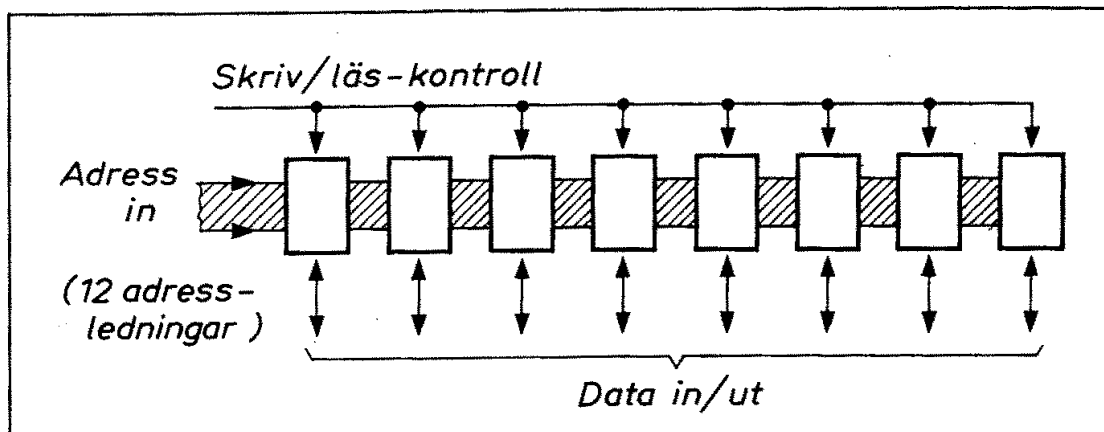 Skriv/läs-kontroll
Adress
in
(12 adress-
ledningar)
Data in/ut